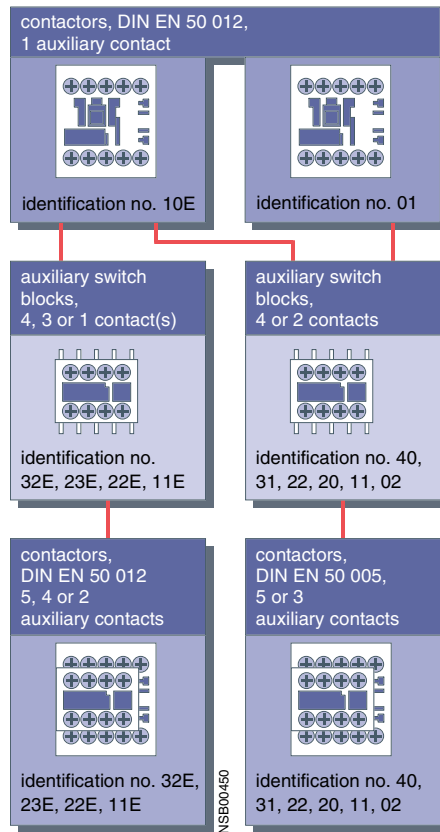 contactors, DIN EN 50 012,
1 auxiliary contact
identification no. 10E
identification no. 01
auxiliary switch
blocks,
4, 3 or 1 contact(s)
identification no.
32E, 23E, 22E, 11E
auxiliary switch
blocks,
4 or 2 contacts
identification no. 40,
31, 22, 20, 11, 02
contactors,
DIN EN 50 012
5, 4 or 2
auxiliary contacts
identification no. 32E,
23E, 22E, 11E
contactors,
DIN EN 50 005,
5 or 3
auxiliary contacts
identification no. 40,
31, 22, 20, 11, 02
NSB00450